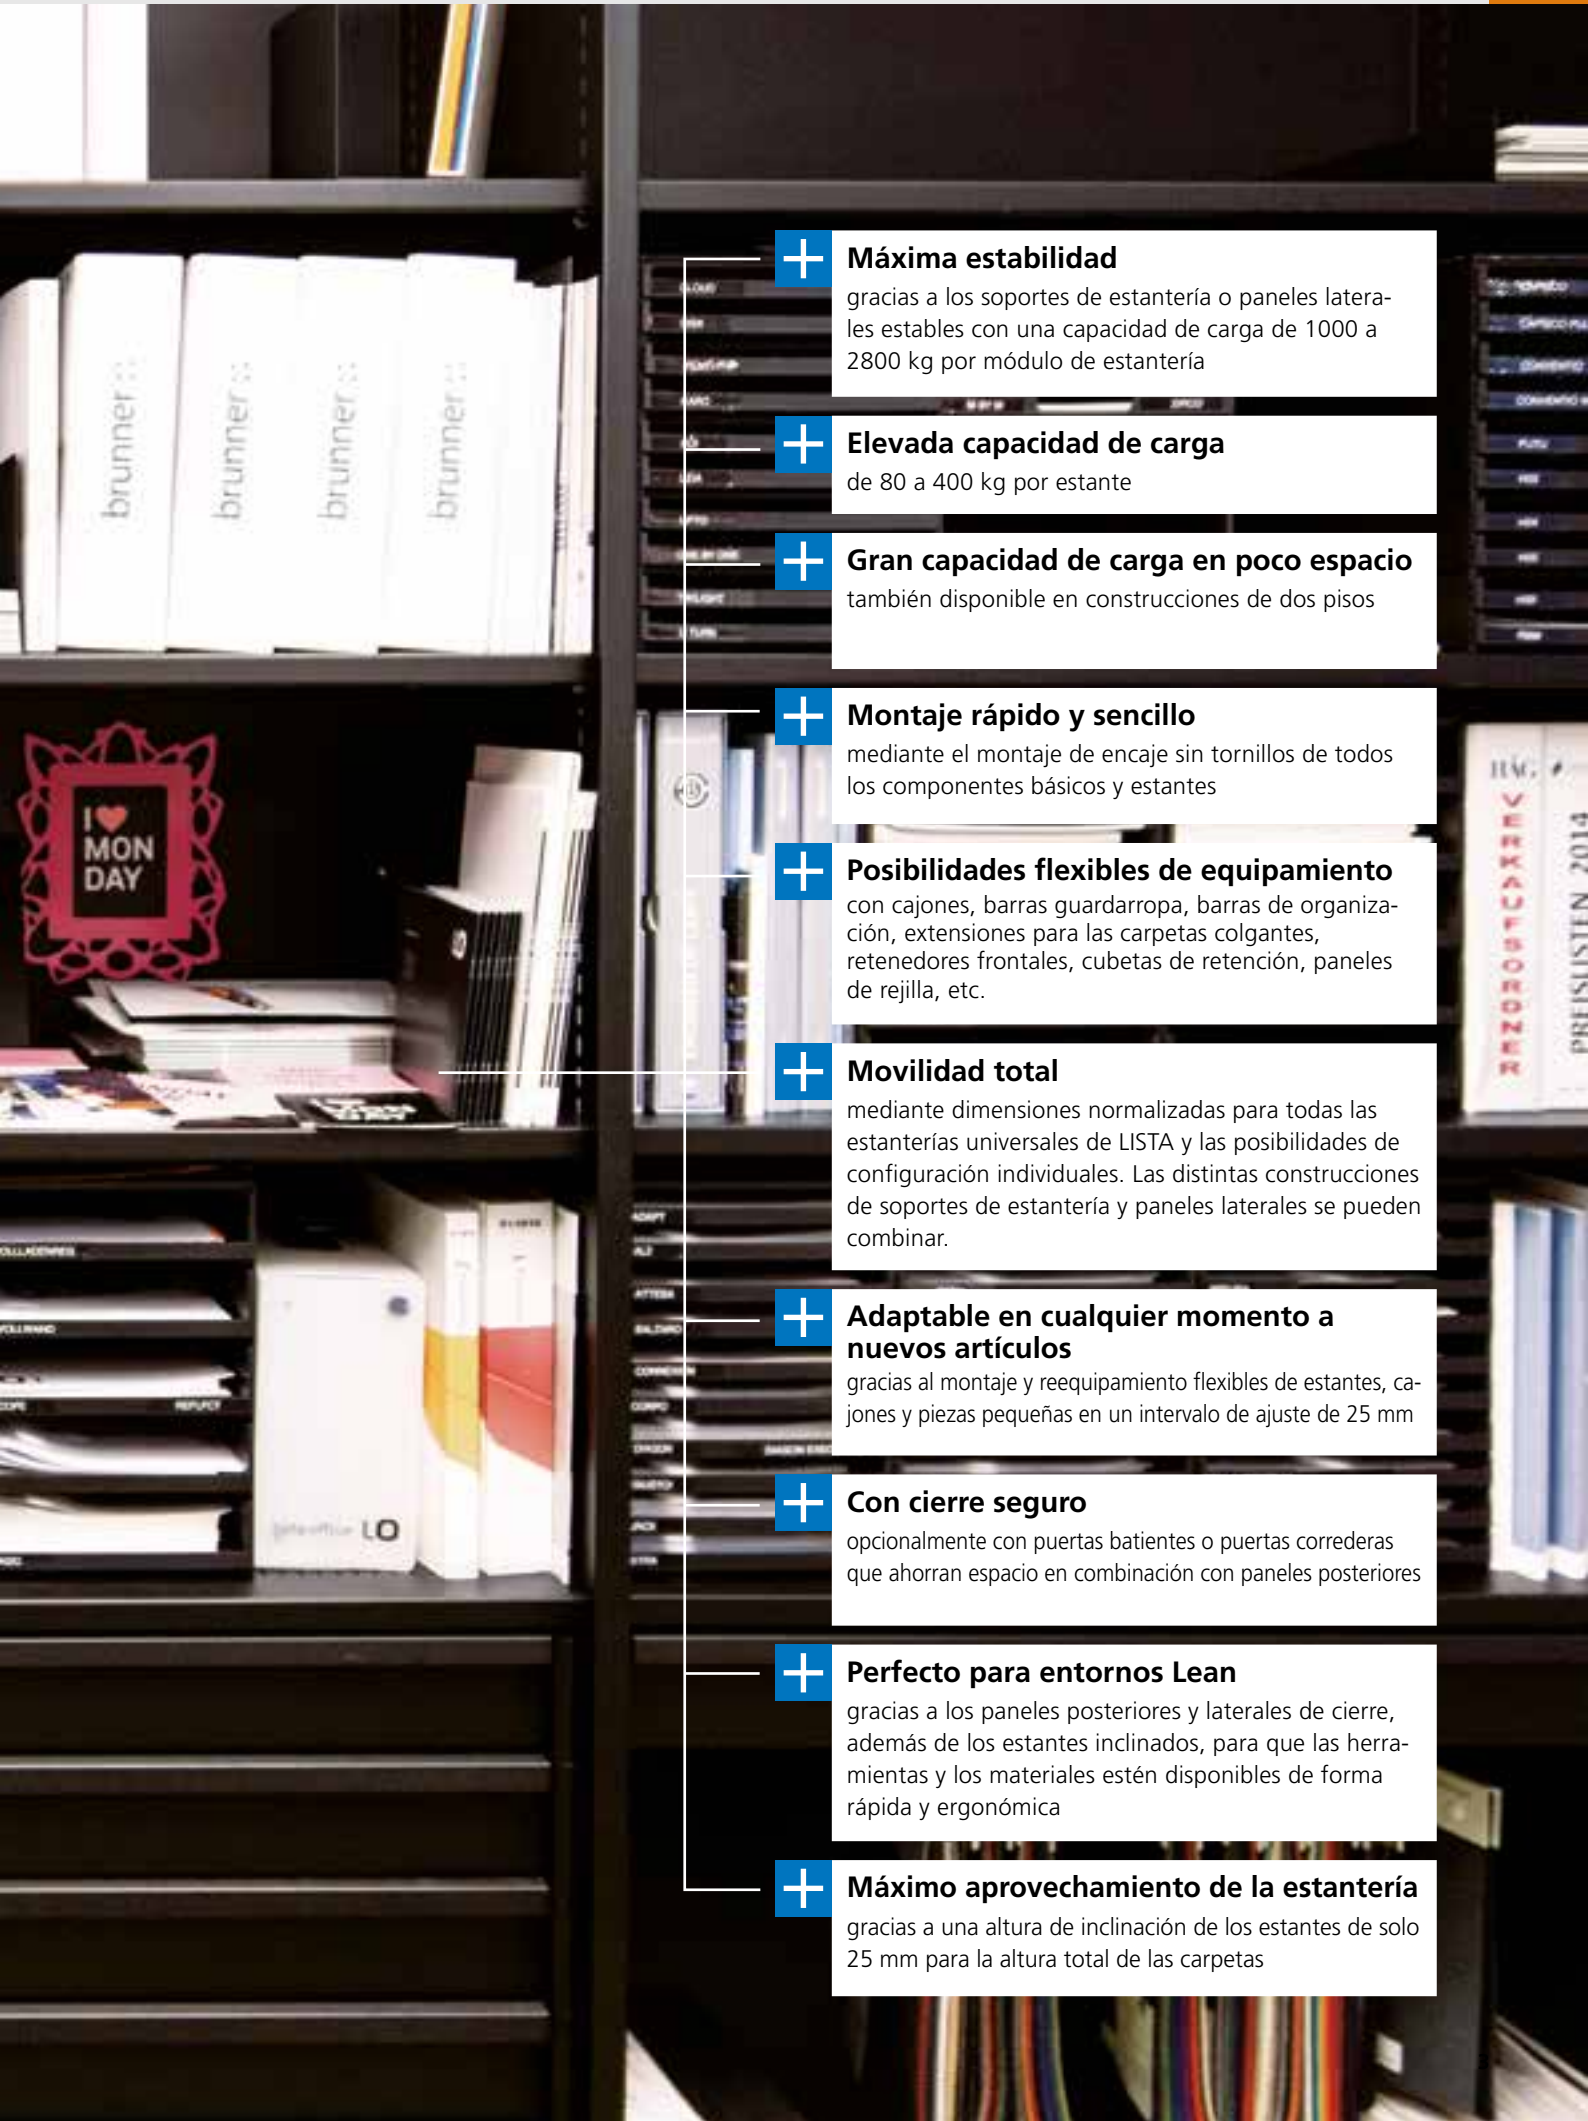 Máxima estabilidad
gracias a los soportes de estantería o paneles latera-
les estables con una capacidad de carga de 1000 a
2800 kg por módulo de estantería
Elevada capacidad de carga
de 80 a 400 kg por estante
Gran capacidad de carga en poco espacio
también disponible en construcciones de dos pisos
Montaje rápido y sencillo
mediante el montaje de encaje sin tornillos de todos
los componentes básicos y estantes
Posibilidades flexibles de equipamiento
con cajones, barras guardarropa, barras de organiza-
ción, extensiones para las carpetas colgantes,
retenedores frontales, cubetas de retención, paneles
de rejilla, etc.
Movilidad total
mediante dimensiones normalizadas para todas las
estanterías universales de LISTA y las posibilidades de
configuración individuales. Las distintas construcciones
de soportes de estantería y paneles laterales se pueden
combinar.
Adaptable en cualquier momento a
nuevos artículos
gracias al montaje y reequipamiento flexibles de estantes, ca-
jones y piezas pequeñas en un intervalo de ajuste de 25 mm
Con cierre seguro
opcionalmente con puertas batientes o puertas correderas
que ahorran espacio en combinación con paneles posteriores
Perfecto para entornos Lean
gracias a los paneles posteriores y laterales de cierre,
además de los estantes inclinados, para que las herra-
mientas y los materiales estén disponibles de forma
rápida y ergonómica
Máximo aprovechamiento de la estantería
gracias a una altura de inclinación de los estantes de solo
25 mm para la altura total de las carpetas
brunner
brunner
brunner
brunner
I
MON
DAY
LO
HÅG
VERKAUFSORDNER
PREISLISTEN 2014
ADAPT
ATTESA